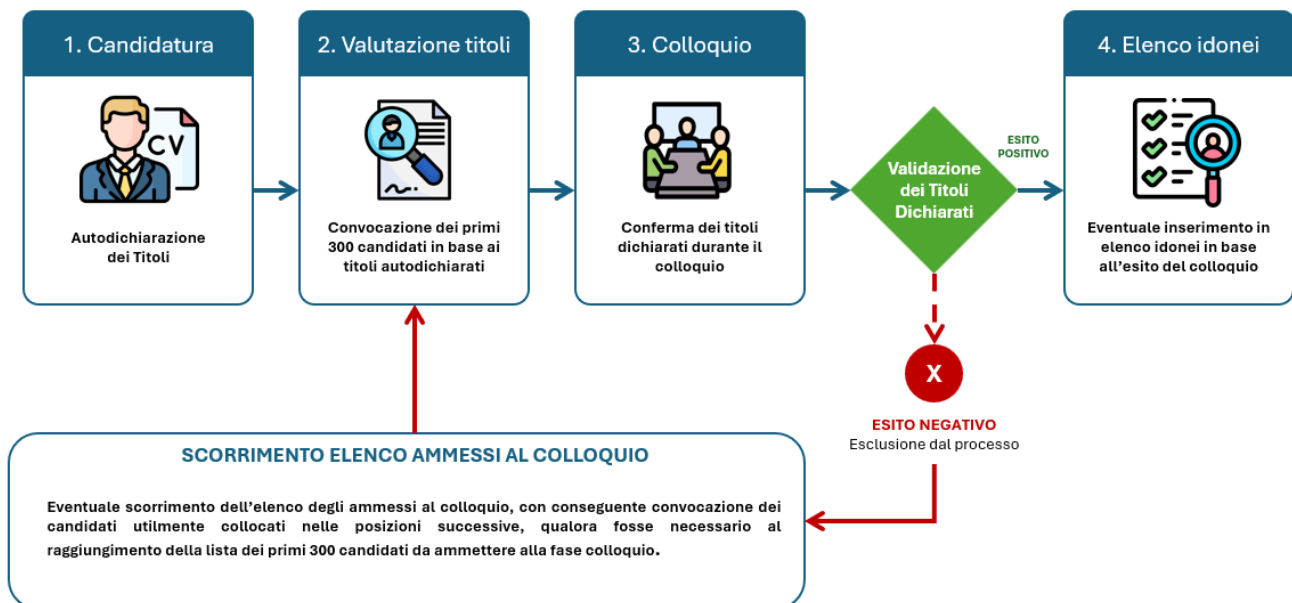 1. Candidatura
CV
Autodichiarazione
dei Titoli
2. Valutazione titoli
Convocazione dei primi
300 candidati in base ai
titoli autodichiarati
3. Colloquio
Conferma dei titoli
dichiarati durante il
colloquio
Validazione
dei Titoli
Dichiarati
ESITO
POSITIVO
4. Elenco idonei
Eventuale inserimento in
elenco idonei in base
all’esito del colloquio
X
ESITO NEGATIVO
Esclusione dal processo
SCORRIMENTO ELENCO AMMESSI AL COLLOQUIO
Eventuale scorrimento dell’elenco degli ammessi al colloquio, con conseguente convocazione dei
candidati utilmente collocati nelle posizioni successive, qualora fosse necessario al
raggiungimento della lista dei primi 300 candidati da ammettere alla fase colloquio.